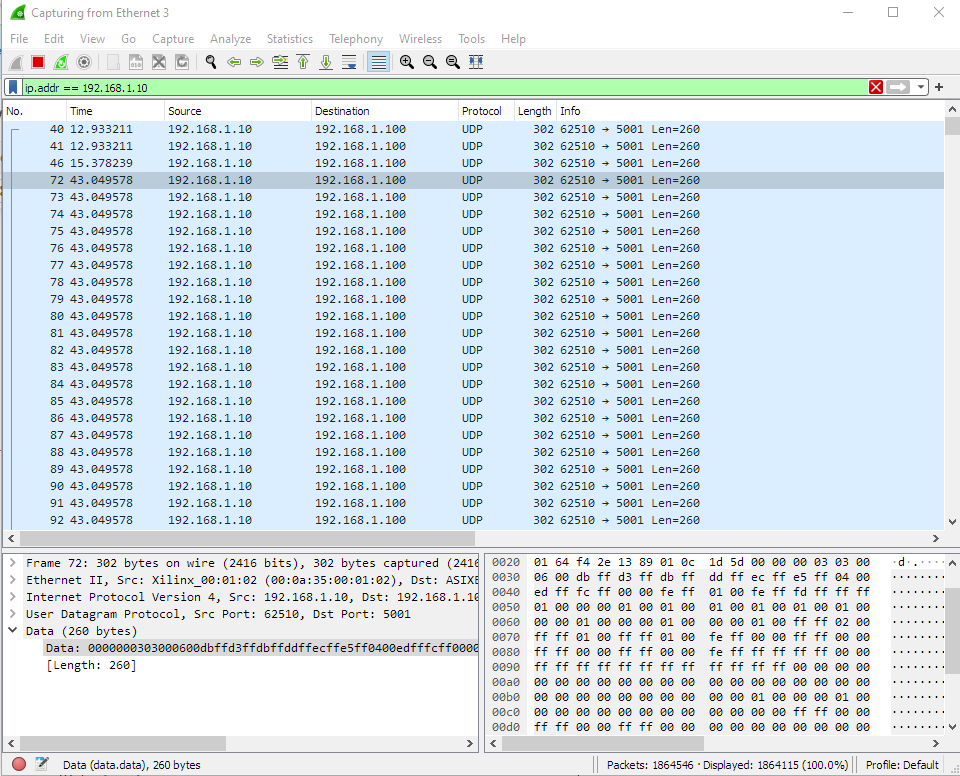 Capturing from Ethernet 3
File Edit View Go Capture Analyze Statistics Telephony Wireless Tools Help
ip.addr == 192.168.1.10
No. Time Source Destination Protocol Length Info
40 12.933211 192.168.1.10 192.168.1.100 UDP 302 62510 → 5001 Len=260
41 12.933211 192.168.1.10 192.168.1.100 UDP 302 62510 → 5001 Len=260
46 15.378239 192.168.1.10 192.168.1.100 UDP 302 62510 → 5001 Len=260
72 43.049578 192.168.1.10 192.168.1.100 UDP 302 62510 → 5001 Len=260
73 43.049578 192.168.1.10 192.168.1.100 UDP 302 62510 → 5001 Len=260
74 43.049578 192.168.1.10 192.168.1.100 UDP 302 62510 → 5001 Len=260
75 43.049578 192.168.1.10 192.168.1.100 UDP 302 62510 → 5001 Len=260
76 43.049578 192.168.1.10 192.168.1.100 UDP 302 62510 → 5001 Len=260
77 43.049578 192.168.1.10 192.168.1.100 UDP 302 62510 → 5001 Len=260
78 43.049578 192.168.1.10 192.168.1.100 UDP 302 62510 → 5001 Len=260
79 43.049578 192.168.1.10 192.168.1.100 UDP 302 62510 → 5001 Len=260
80 43.049578 192.168.1.10 192.168.1.100 UDP 302 62510 → 5001 Len=260
81 43.049578 192.168.1.10 192.168.1.100 UDP 302 62510 → 5001 Len=260
82 43.049578 192.168.1.10 192.168.1.100 UDP 302 62510 → 5001 Len=260
83 43.049578 192.168.1.10 192.168.1.100 UDP 302 62510 → 5001 Len=260
84 43.049578 192.168.1.10 192.168.1.100 UDP 302 62510 → 5001 Len=260
85 43.049578 192.168.1.10 192.168.1.100 UDP 302 62510 → 5001 Len=260
86 43.049578 192.168.1.10 192.168.1.100 UDP 302 62510 → 5001 Len=260
87 43.049578 192.168.1.10 192.168.1.100 UDP 302 62510 → 5001 Len=260
88 43.049578 192.168.1.10 192.168.1.100 UDP 302 62510 → 5001 Len=260
89 43.049578 192.168.1.10 192.168.1.100 UDP 302 62510 → 5001 Len=260
90 43.049578 192.168.1.10 192.168.1.100 UDP 302 62510 → 5001 Len=260
91 43.049578 192.168.1.10 192.168.1.100 UDP 302 62510 → 5001 Len=260
92 43.049578 192.168.1.10 192.168.1.100 UDP 302 62510 → 5001 Len=260
Frame 72: 302 bytes on wire (2416 bits), 302 bytes captured (2416
Ethernet II, Src: Xilinx_00:01:02 (00:0a:35:00:01:02), Dst: ASIXE
Internet Protocol Version 4, Src: 192.168.1.10, Dst: 192.168.1.10
User Datagram Protocol, Src Port: 62510, Dst Port: 5001
Data (260 bytes)
Data: 0000000303000600dbffd3ffdbffddffecffe5ff0400edfffcff0000
[Length: 260]
0020 01 64 f4 2e 13 89 01 0c 1d 5d 00 00 00 03 03 00 ·d·.····
0030 06 00 db ff d3 ff db ff dd ff ec ff e5 ff 04 00 ········
0040 ed ff fc ff 00 00 fe ff 01 00 fe ff fd ff ff ff ········
0050 01 00 00 00 01 00 01 00 01 00 01 00 01 00 01 00 ········
0060 00 00 01 00 00 00 01 00 00 00 01 00 ff ff 02 00 ········
0070 ff ff 01 00 ff ff 01 00 fe ff 00 00 ff ff 00 00 ········
0080 ff ff 00 00 ff ff 00 00 fe ff ff ff ff ff 00 00 ········
0090 ff ff ff ff ff ff ff ff ff ff ff ff 00 00 00 00 ········
00a0 00 00 00 00 00 00 00 00 00 00 00 00 00 00 00 00 ········
00b0 00 00 00 00 00 00 00 00 00 00 01 00 00 00 01 00 ········
00c0 00 00 00 00 00 00 00 00 00 00 00 00 ff ff 00 00 ········
00d0 ff ff 00 00 ff ff 00 00 00 00 00 00 00 00 00 00 ········
Data (data.data), 260 bytes
Packets: 1864546 · Displayed: 1864115 (100.0%)
Profile: Default